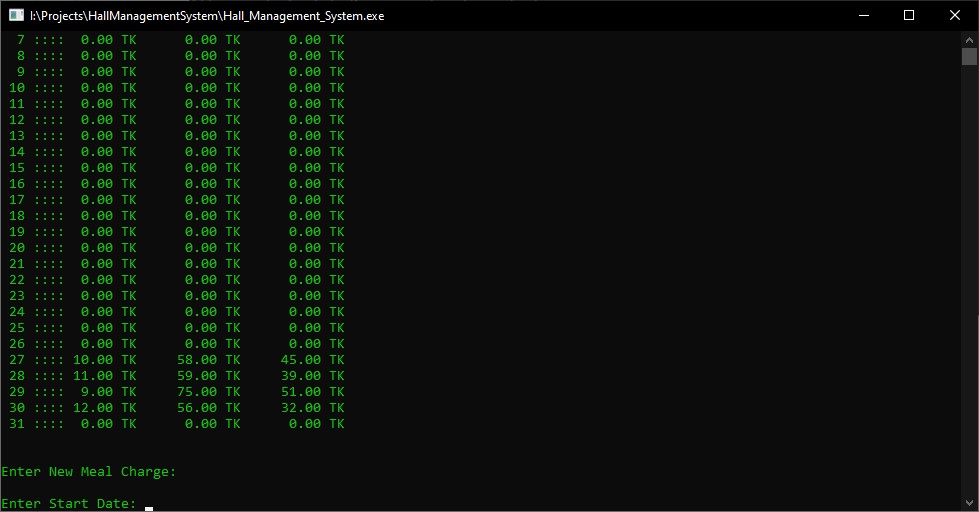 I:\Projects\HallManagementSystem\Hall_Management_System.exe
7 ::::  0.00 TK      0.00 TK      0.00 TK
8 ::::  0.00 TK      0.00 TK      0.00 TK
9 ::::  0.00 TK      0.00 TK      0.00 TK
10 ::::  0.00 TK      0.00 TK      0.00 TK
11 ::::  0.00 TK      0.00 TK      0.00 TK
12 ::::  0.00 TK      0.00 TK      0.00 TK
13 ::::  0.00 TK      0.00 TK      0.00 TK
14 ::::  0.00 TK      0.00 TK      0.00 TK
15 ::::  0.00 TK      0.00 TK      0.00 TK
16 ::::  0.00 TK      0.00 TK      0.00 TK
17 ::::  0.00 TK      0.00 TK      0.00 TK
18 ::::  0.00 TK      0.00 TK      0.00 TK
19 ::::  0.00 TK      0.00 TK      0.00 TK
20 ::::  0.00 TK      0.00 TK      0.00 TK
21 ::::  0.00 TK      0.00 TK      0.00 TK
22 ::::  0.00 TK      0.00 TK      0.00 TK
23 ::::  0.00 TK      0.00 TK      0.00 TK
24 ::::  0.00 TK      0.00 TK      0.00 TK
25 ::::  0.00 TK      0.00 TK      0.00 TK
26 ::::  0.00 TK      0.00 TK      0.00 TK
27 :::: 10.00 TK     58.00 TK     45.00 TK
28 :::: 11.00 TK     59.00 TK     39.00 TK
29 ::::  9.00 TK     75.00 TK     51.00 TK
30 :::: 12.00 TK     56.00 TK     32.00 TK
31 ::::  0.00 TK      0.00 TK      0.00 TK
Enter New Meal Charge:
Enter Start Date: